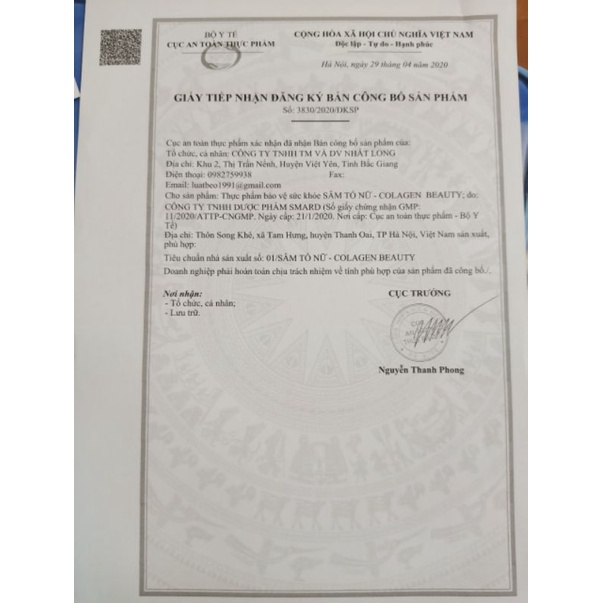 BỘ Y TẾ
CỤC AN TOÀN THỰC PHẨM
CỘNG HÒA XÃ HỘI CHỦ NGHĨA VIỆT NAM
Độc lập - Tự do - Hạnh phúc
Hà Nội, ngày 29 tháng 04 năm 2020
GIẤY TIẾP NHẬN ĐĂNG KÝ BẢN CÔNG BỐ SẢN PHẨM
Số: 3830/2020/ĐKSP
Cục an toàn thực phẩm xác nhận đã nhận Bản công bố sản phẩm của:
Tổ chức, cá nhân: CÔNG TY TNHH TM VÀ DV NHẤT LONG
Địa chỉ: Khu 2, Thị Trấn Nếnh, Huyện Việt Yên, Tỉnh Bắc Giang
Điện thoại: 0982759938 Fax:
Email: luatbeo1991@gmail.com
Cho sản phẩm: Thực phẩm bảo vệ sức khỏe SÂM TỐ NỮ - COLAGEN BEAUTY; do:
CÔNG TY TNHH DƯỢC PHẨM SMARD (Số giấy chứng nhận GMP:
11/2020/ATTP-CNGMP. Ngày cấp: 21/1/2020. Nơi cấp: Cục an toàn thực phẩm - Bộ Y
Tế)
Địa chỉ: Thôn Song Khê, xã Tam Hưng, huyện Thanh Oai, TP Hà Nội, Việt Nam sản xuất,
phù hợp:
Tiêu chuẩn nhà sản xuất số: 01/SÂM TỐ NỮ - COLAGEN BEAUTY
Doanh nghiệp phải hoàn toàn chịu trách nhiệm về tính phù hợp của sản phẩm đã công bố./.
Nơi nhận:
- Tổ chức, cá nhân;
- Lưu trữ.
CỤC TRƯỞNG
Nguyễn Thanh Phong